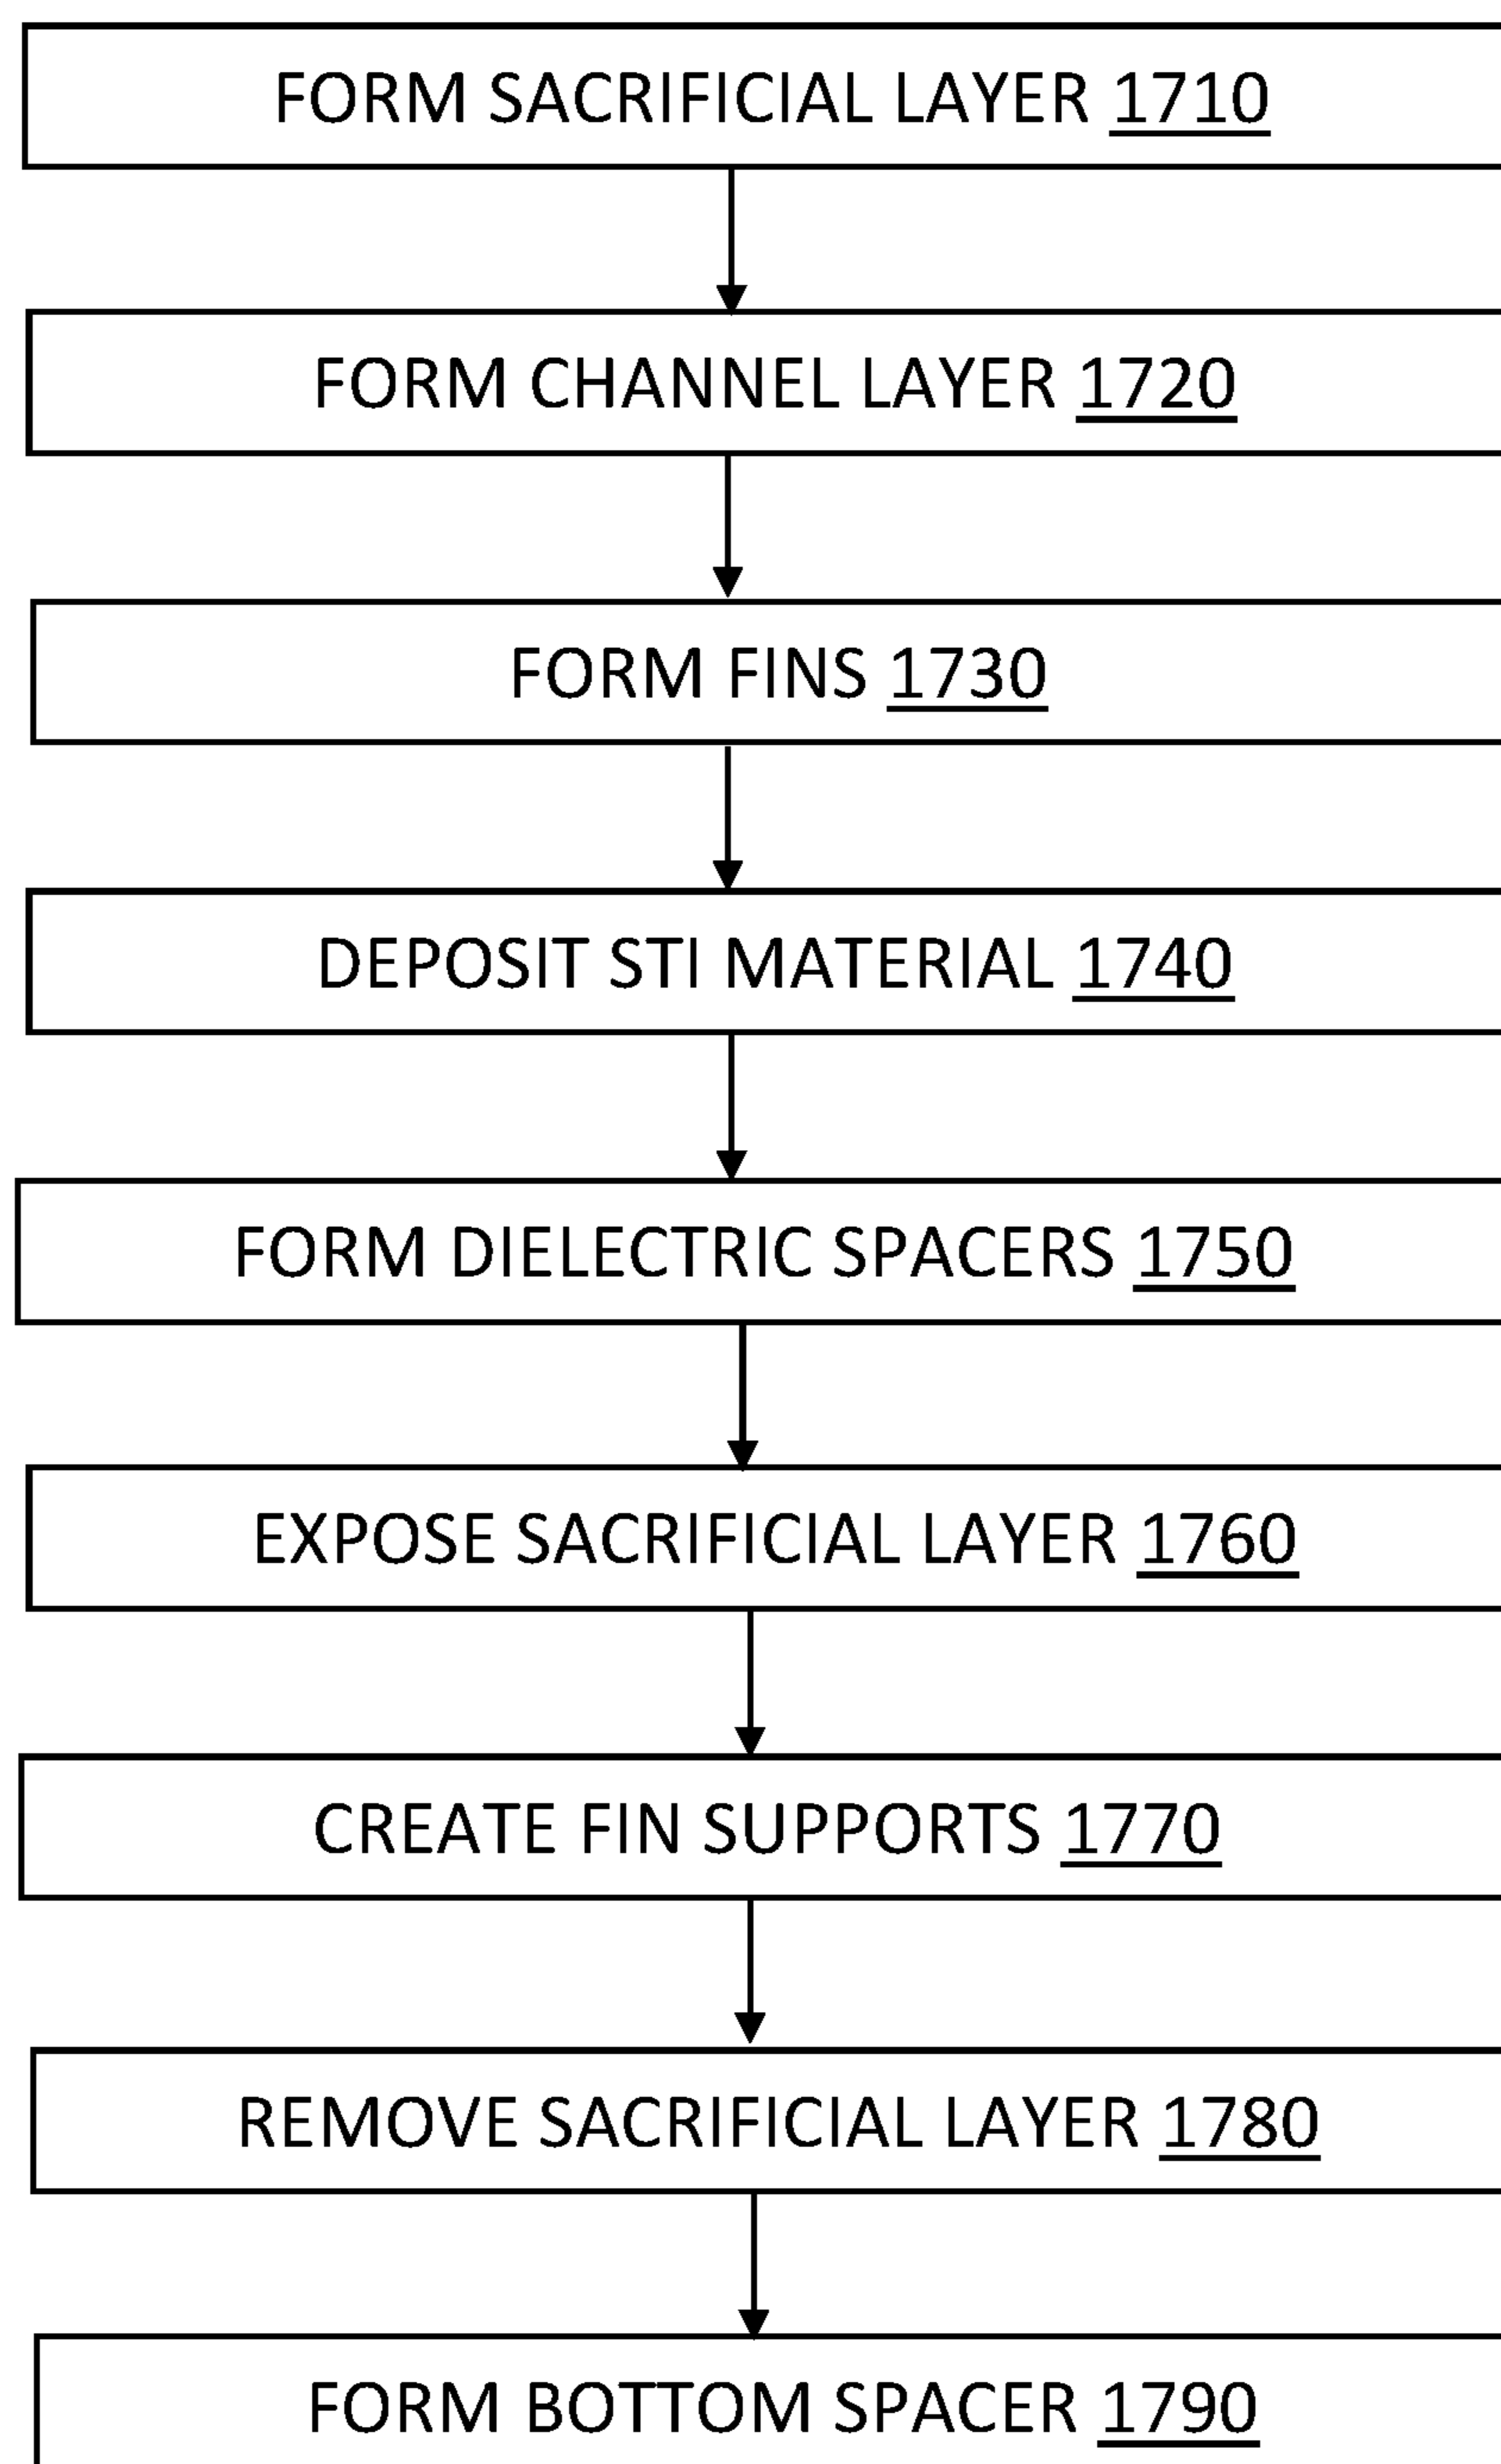 FORM SACRIFICIAL LAYER 1710
FORM CHANNEL LAYER 1720
FORM FINS 1730
DEPOSIT STI MATERIAL 1740
FORM DIELECTRIC SPACERS 1750
EXPOSE SACRIFICIAL LAYER 1760
CREATE FIN SUPPORTS 1770
REMOVE SACRIFICIAL LAYER 1780
FORM BOTTOM SPACER 1790